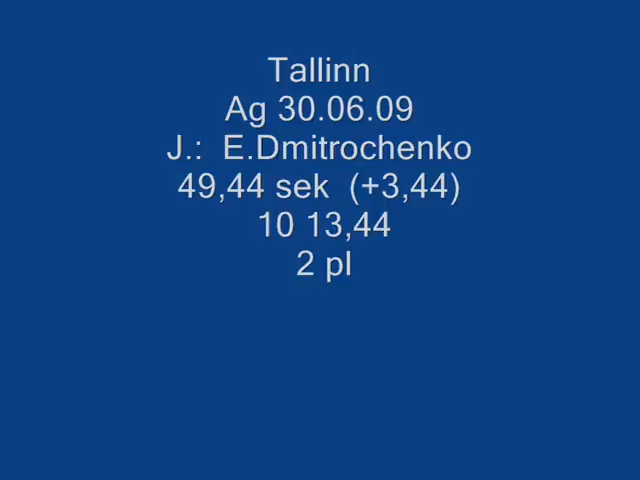 Tallinn
Ag 30.06.09
J.: E.Dmitrochenko
49,44 sek (+3,44)
10 13,44
2 pl